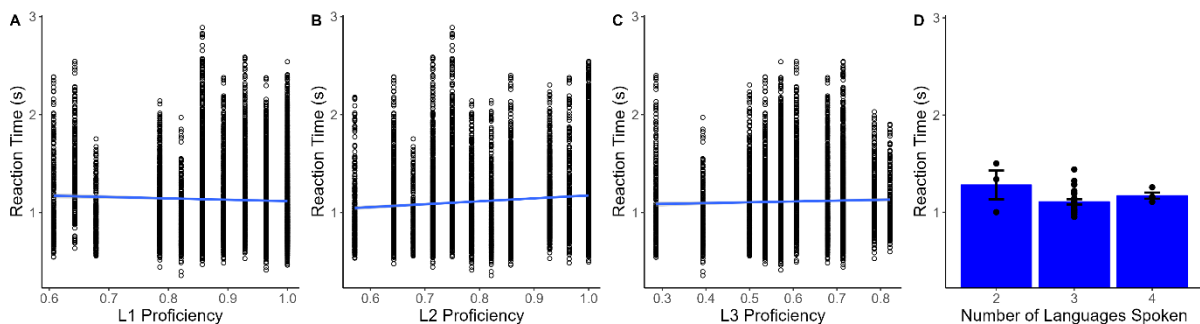 A
Reaction Time (s)
3
2
1
0.6 0.7 0.8 0.9 1.0
L1 Proficiency
B
Reaction Time (s)
3
2
1
0.6 0.7 0.8 0.9 1.0
L2 Proficiency
C
Reaction Time (s)
3
2
1
0.3 0.4 0.5 0.6 0.7 0.8
L3 Proficiency
D
Reaction Time (s)
3
2
1
2 3 4
Number of Languages Spoken